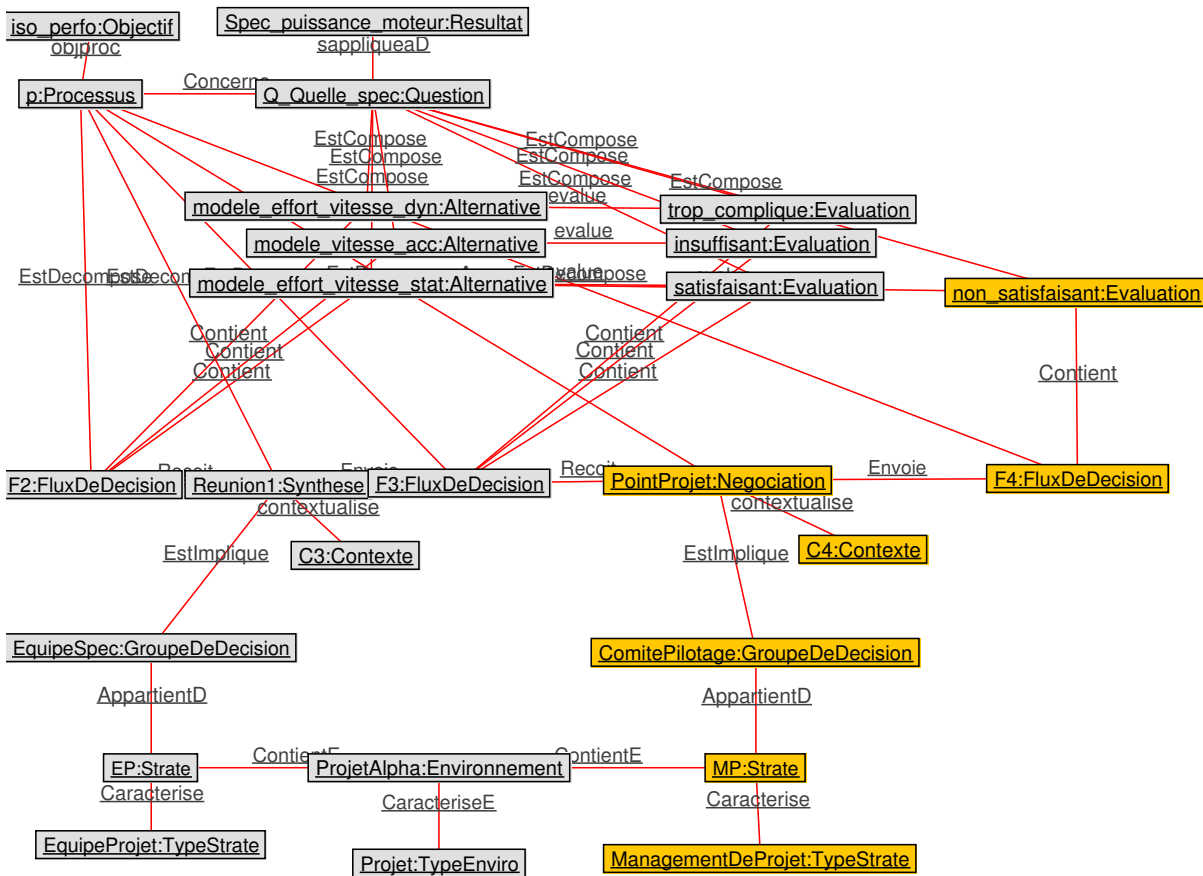 iso_perfo:Objectif
Spec_puissance_moteur:Resultat
objproc
sappliqueaD
p:Processus
Concerne
Q_Quelle_spec:Question
EstCompose
EstCompose
EstCompose
EstCompose
EstCompose
EstCompose
EstCompose
modele_effort_vitesse_dyn:Alternative
evalue
trop_complique:Evaluation
modele_vitesse_acc:Alternative
evalue
insuffisant:Evaluation
EstDecompose
modele_effort_vitesse_stat:Alternative
evalue
satisfaisant:Evaluation
non_satisfaisant:Evaluation
Contient
Contient
Contient
Contient
Contient
Contient
Contient
F2:FluxDeDecision
Reunion1:Synthese
F3:FluxDeDecision
Recoit
PointProjet:Negociation
Envoie
F4:FluxDeDecision
contextualise
contextualise
EstImplique
C3:Contexte
EstImplique
C4:Contexte
EquipeSpec:GroupeDeDecision
ComitePilotage:GroupeDeDecision
AppartientD
AppartientD
EP:Strate
ContientE
ProjetAlpha:Environnement
ContientE
MP:Strate
Caracterise
CaracteriseE
Caracterise
EquipeProjet:TypeStrate
Projet:TypeEnviro
ManagementDeProjet:TypeStrate